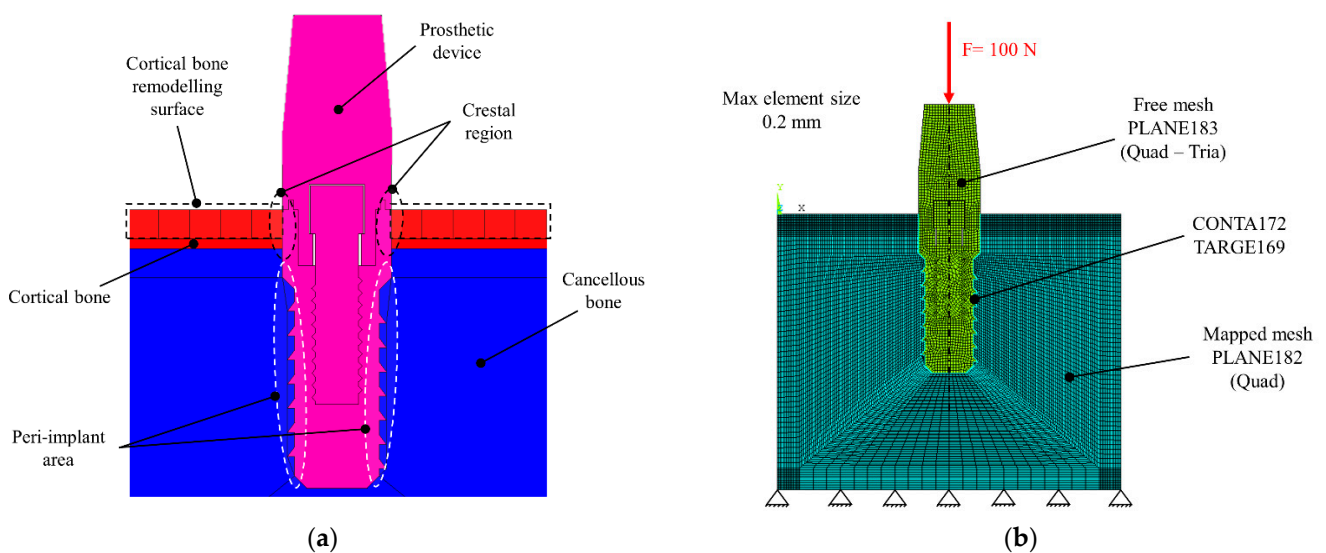 Prosthetic
device
Cortical bone
remodelling
surface
Crestal
region
Cortical bone
Cancellous
bone
Peri-implant
area
(a)
F= 100 N
Max element size
0.2 mm
Free mesh
PLANE183
(Quad – Tria)
Y
Z X
CONTA172
TARGE169
Mapped mesh
PLANE182
(Quad)
(b)